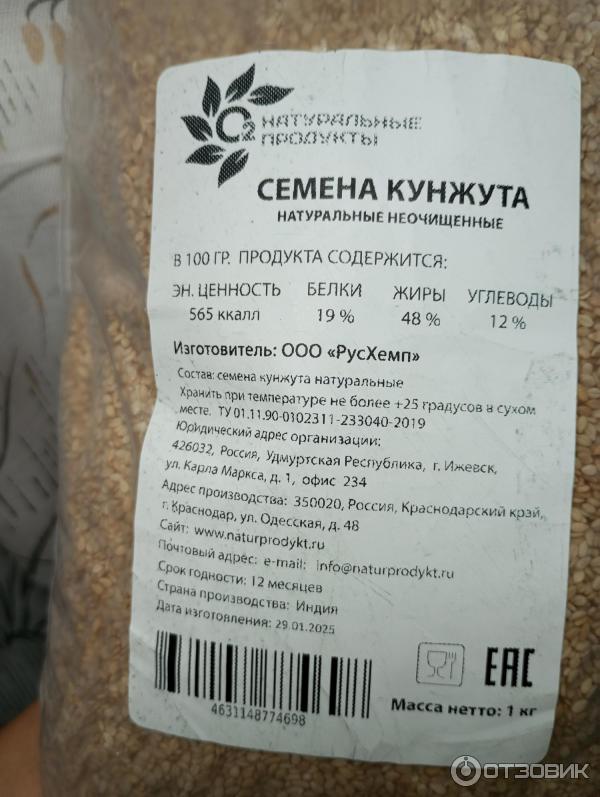 O2 НАТУРАЛЬНЫЕ
ПРОДУКТЫ
СЕМЕНА КУНЖУТА
НАТУРАЛЬНЫЕ НЕОЧИЩЕННЫЕ
В 100 ГР. ПРОДУКТА СОДЕРЖИТСЯ:
ЭН. ЦЕННОСТЬ БЕЛКИ ЖИРЫ УГЛЕВОДЫ
565 ккалл 19 % 48 % 12 %
Изготовитель: ООО «РусХемп»
Состав: семена кунжута натуральные
Хранить при температуре не более +25 градусов в сухом
месте. ТУ 01.11.90-0102311-233040-2019
Юридический адрес организации:
426032, Россия, Удмуртская Республика, г. Ижевск,
ул. Карла Маркса, д. 1, офис 234
Адрес производства: 350020, Россия, Краснодарский край,
г. Краснодар, ул. Одесская, д. 48
Сайт: www.naturprodykt.ru
Почтовый адрес: e-mail: info@naturprodykt.ru
Срок годности: 12 месяцев
Страна производства: Индия
Дата изготовления: 29.01.2025
4631148774698
EAC
Масса нетто: 1 кг
ОТЗОВИК